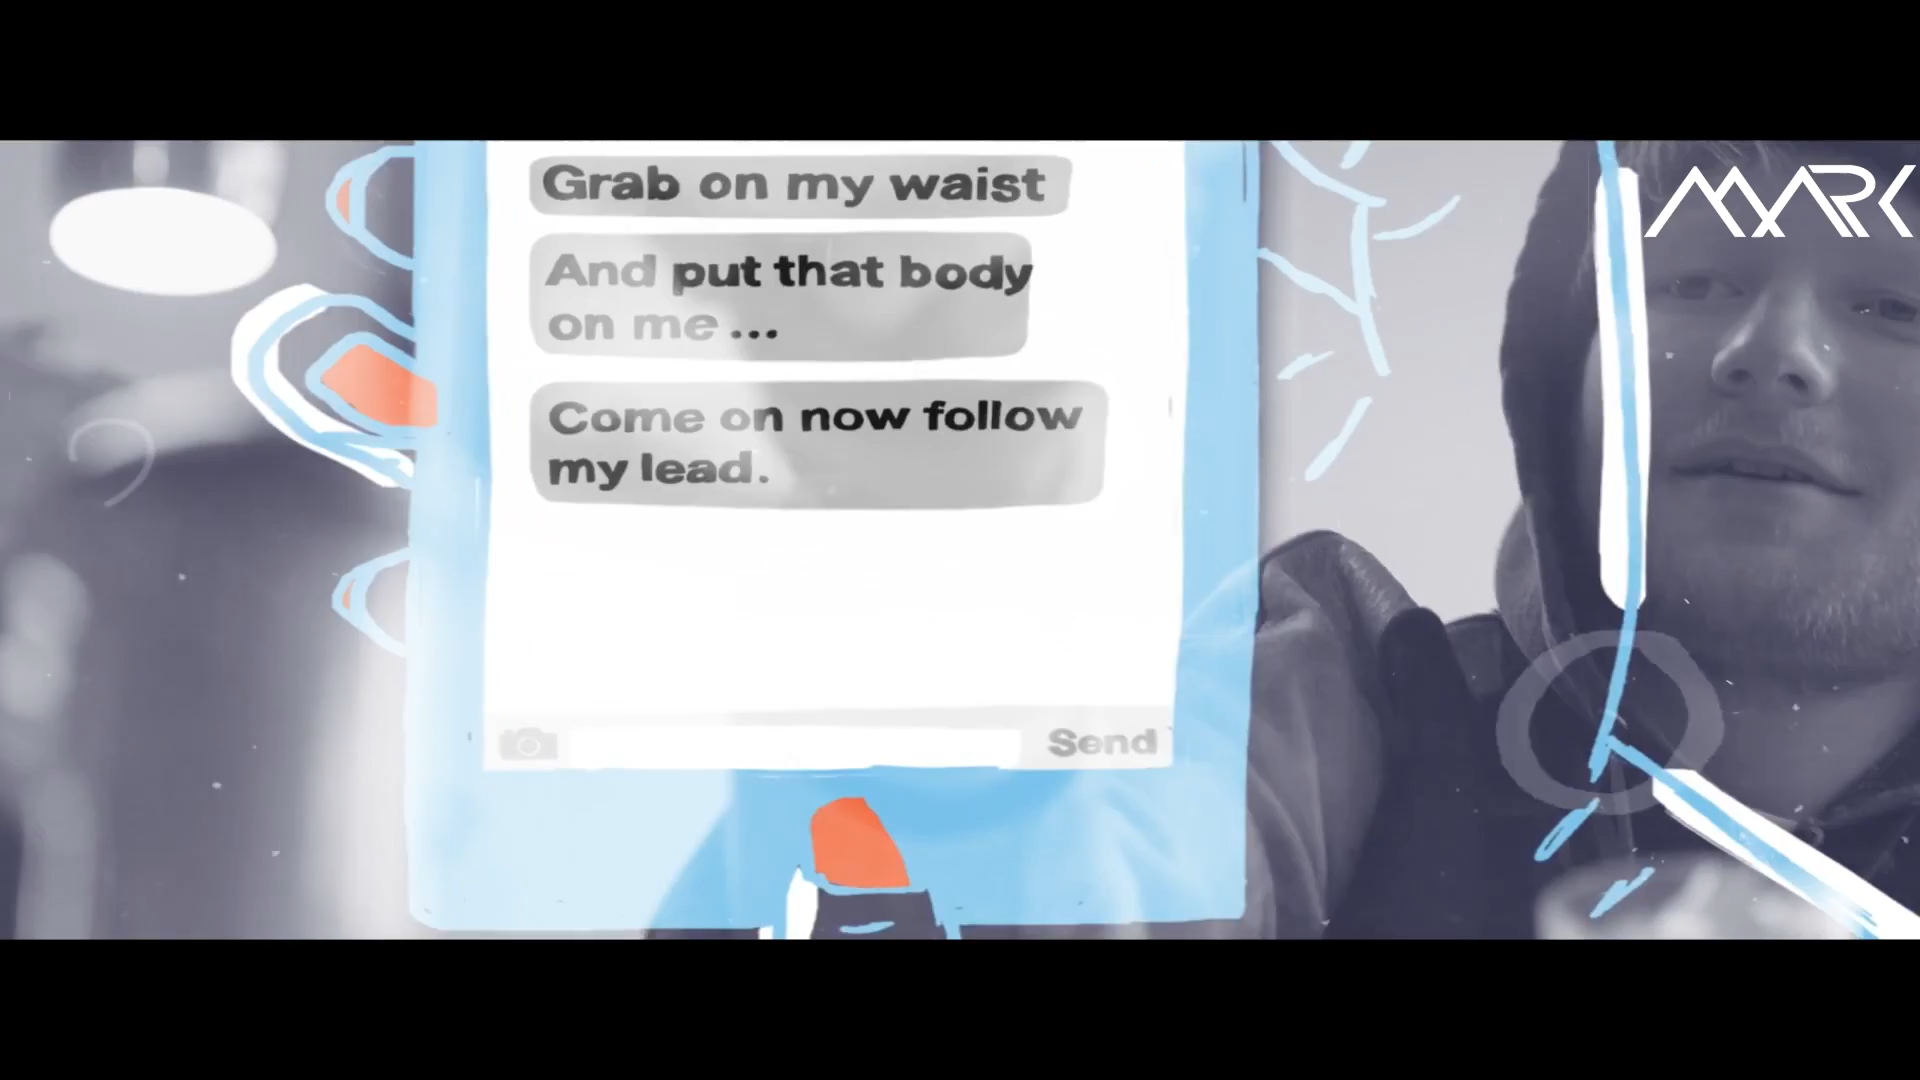 MARK
Grab on my waist
And put that body
on me ...
Come on now follow
my lead.
Send